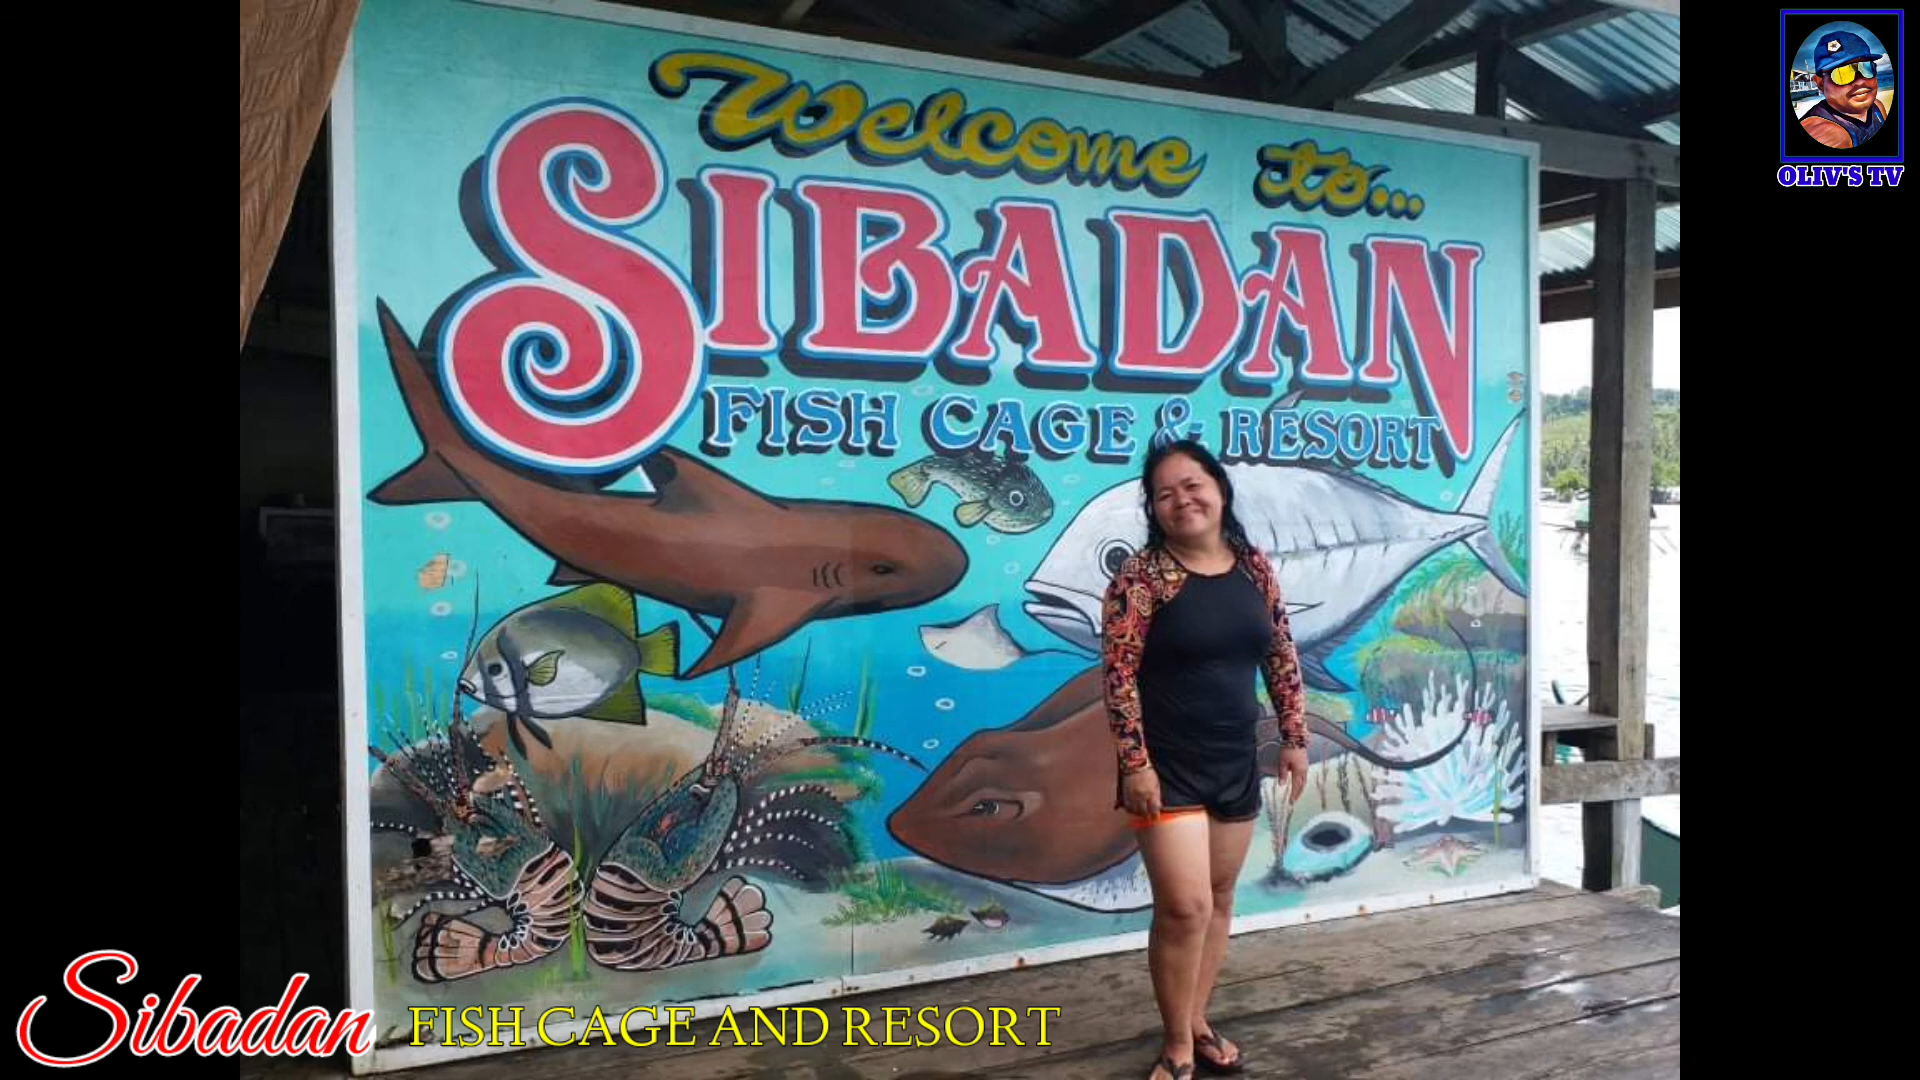 Welcome to...
SIBADAN
FISH CAGE & RESORT
OLIV'S TV
Sibadan FISH CAGE AND RESORT